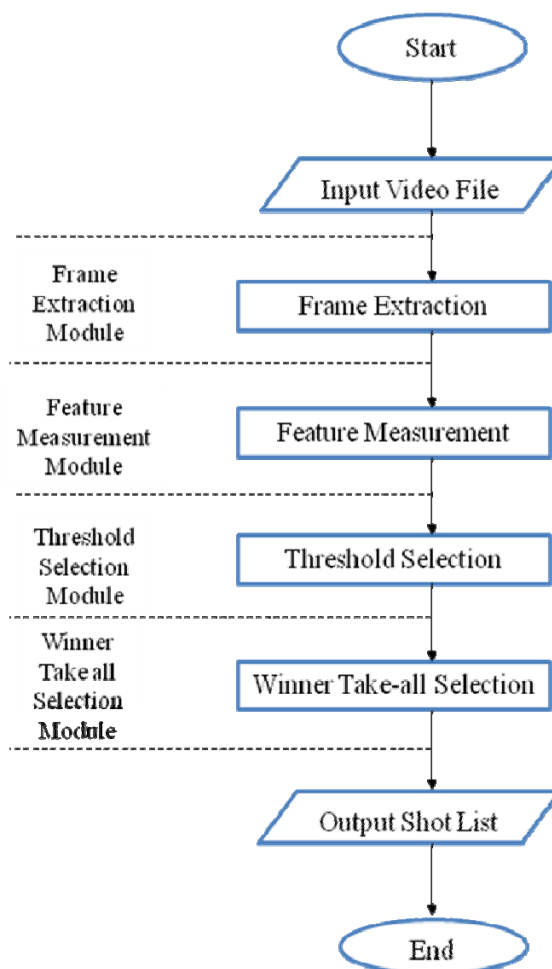 Start
Input Video File
Frame
Extraction
Module
Frame Extraction
Feature
Measurement
Module
Feature Measurement
Threshold
Selection
Module
Threshold Selection
Winner
Take all
Selection
Module
Winner Take-all Selection
Output Shot List
End